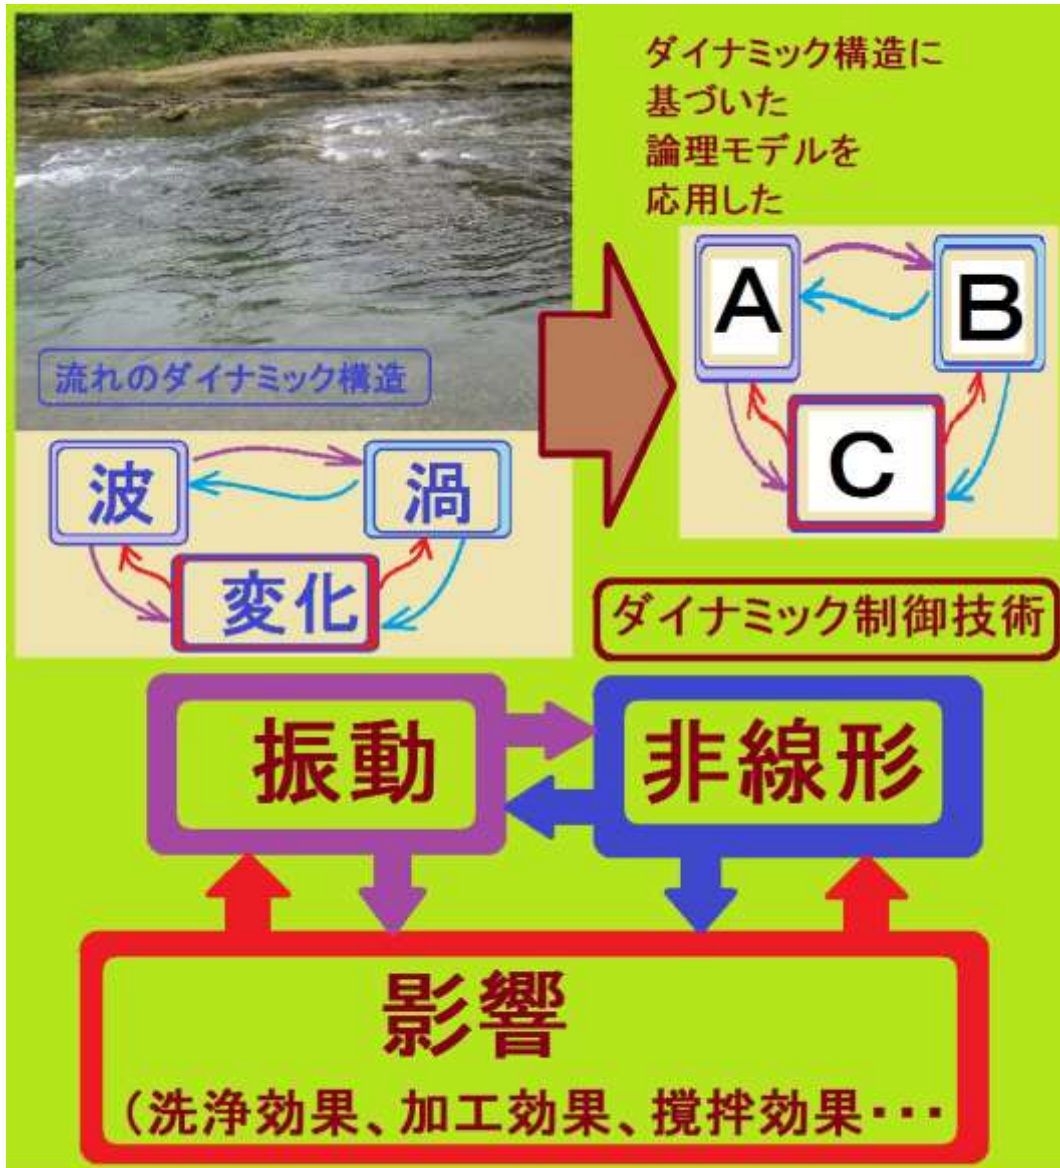 ダイナミック構造に
基づいた
論理モデルを
応用した
流れのダイナミック構造
波
渦
変化
A
B
C
ダイナミック制御技術
振動
非線形
影響
(洗浄効果、加工効果、撹拌効果・・・